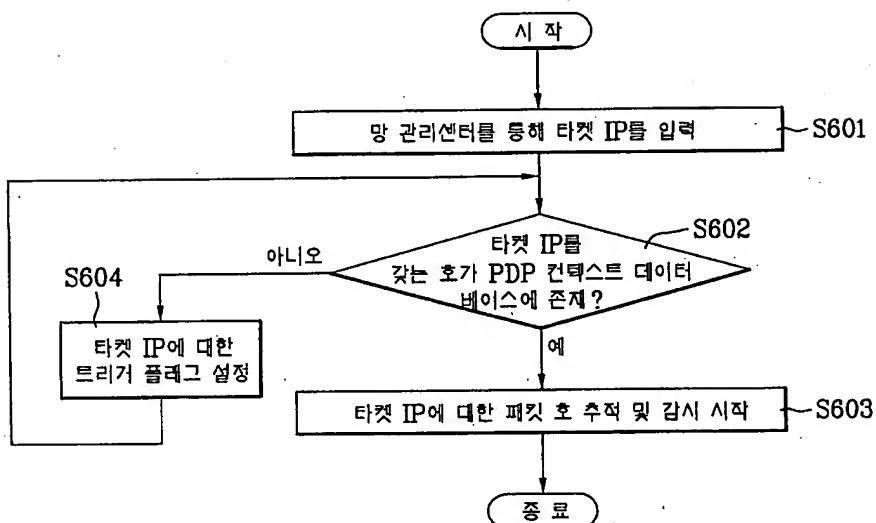 시 작
망 관리센터를 통해 타켓 IP를 입력
S601
S602
타켓 IP를
갖는 호가 PDP 컨텍스트 데이터
베이스에 존재?
아니오
S604
타켓 IP에 대한
트리거 플래그 설정
예
타켓 IP에 대한 패킷 호 추적 및 감시 시작
S603
종 료